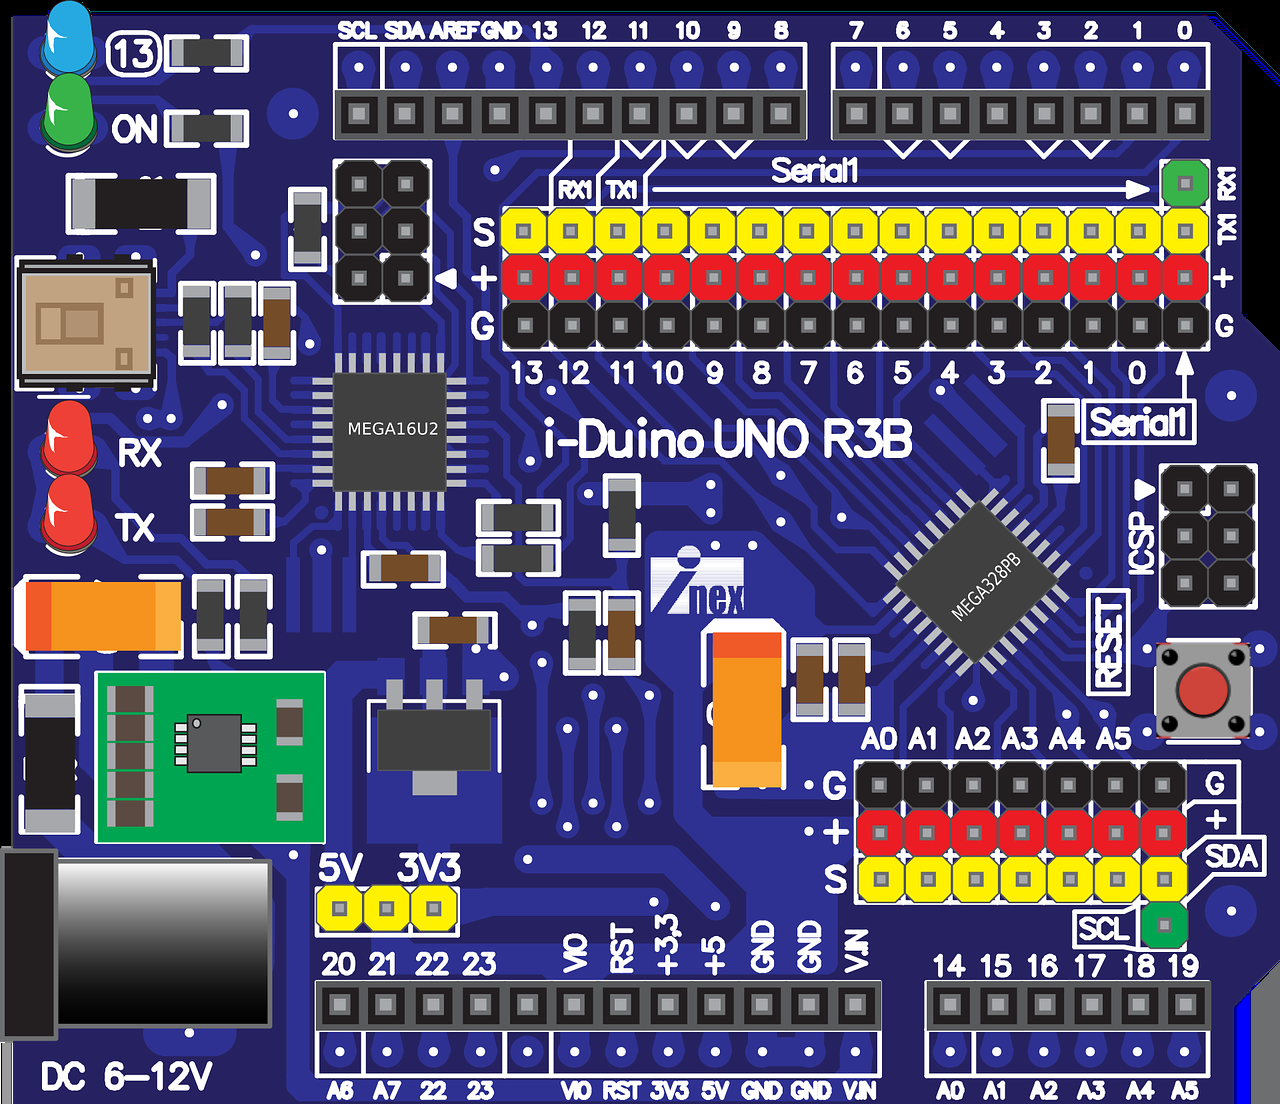 SCL SDA AREF GND 13 12 11 10 9 8 7 6 5 4 3 2 1 0
13
ON
Serial1
RX1 TX1
RX1
TX1
S
+ +
G G
13 12 11 10 9 8 7 6 5 4 3 2 1 0
Serial1
MEGA16U2
i-Duino UNO R3B
RX
TX
ICSP
inex
MEGA328PB
RESET
A0 A1 A2 A3 A4 A5
G G
+ +
S SDA
SCL
5V 3V3
20 21 22 23 VIO RST +3,3 +5 GND GND V.IN
14 15 16 17 18 19
DC 6-12V
A6 A7 22 23 VIO RST 3V3 5V GND GND V.IN
A0 A1 A2 A3 A4 A5